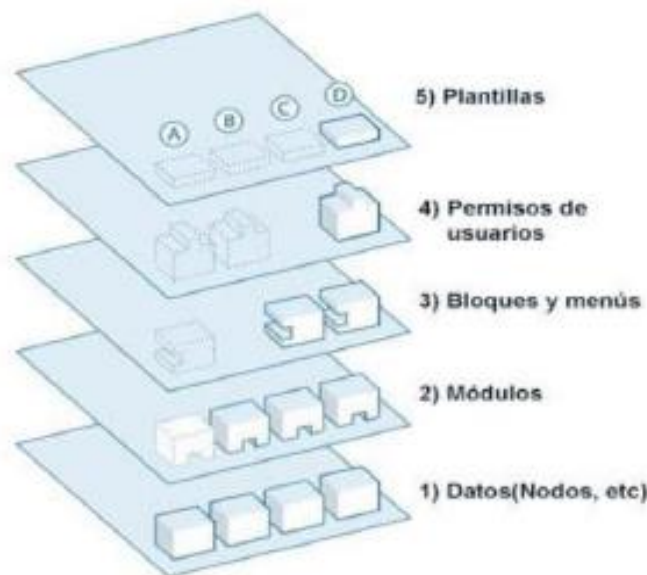 A B C D
5) Plantillas
4) Permisos de
usuarios
3) Bloques y menús
2) Módulos
1) Datos(Nodos, etc)